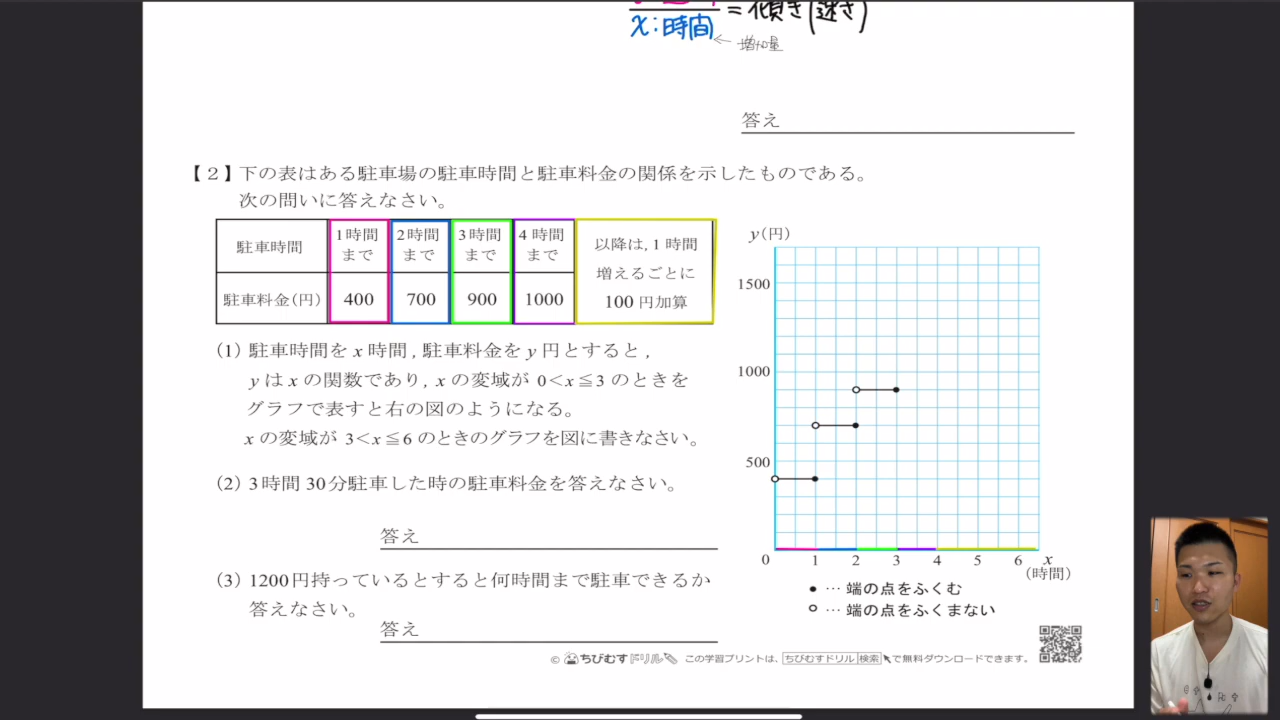 = 傾き(速さ)
x:時間
← 増加量
答え
【2】下の表はある駐車場の駐車時間と駐車料金の関係を示したものである。
次の問いに答えなさい。
駐車時間 1時間まで 2時間まで 3時間まで 4時間まで 以降は,1時間増えるごとに100円加算
駐車料金(円) 400 700 900 1000
(1) 駐車時間を x 時間,駐車料金を y 円とすると,
y は x の関数であり, x の変域が 0<x≦3 のときを
グラフで表すと右の図のようになる。
x の変域が 3<x≦6 のときのグラフを図に書きなさい。
(2) 3時間30分駐車した時の駐車料金を答えなさい。
答え
(3) 1200円持っているとすると何時間まで駐車できるか
答えなさい。
答え
y(円)
1500
1000
500
0 1 2 3 4 5 6 x
(時間)
● … 端の点をふくむ
○ … 端の点をふくまない
© ちびむすドリル この学習プリントは、ちびむすドリル 検索 で無料ダウンロードできます。